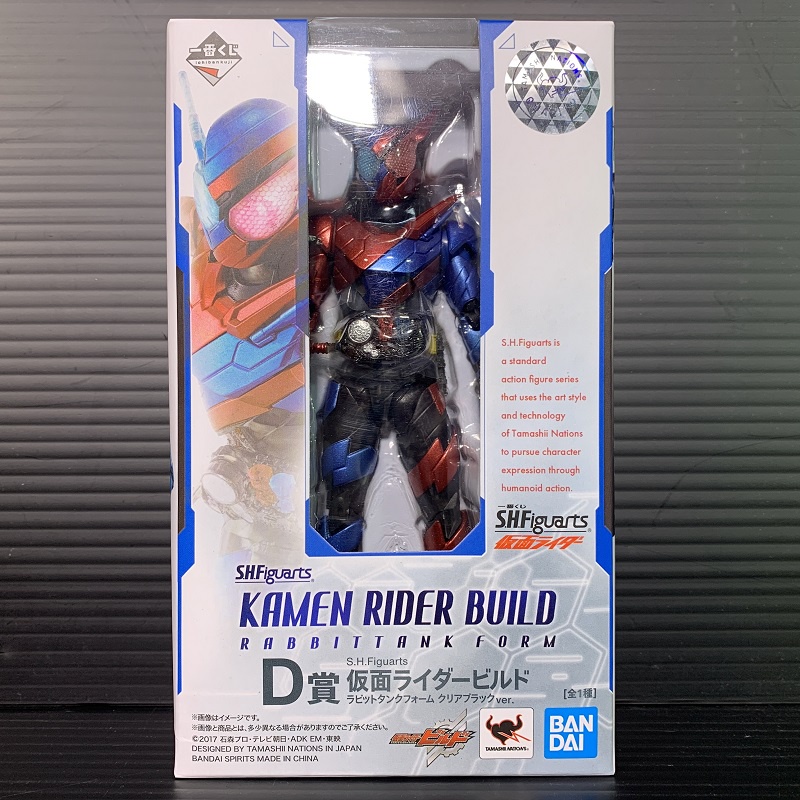 一番くじ
ichibankuji
S.H.Figuarts is
a standard
action figure series
that uses the art style
and technology
of Tamashii Nations
to pursue character
expression through
humanoid action.
一番くじ
S.H.Figuarts®
仮面ライダー
S.H.Figuarts®
KAMEN RIDER BUILD
RABBITTANK FORM
S.H.Figuarts
D賞 仮面ライダービルド
ラビットタンクフォーム クリアブラックver.
[全1種]
※画像はイメージです。
※画像と商品とは、多少異なる場合がありますのでご了承ください。
©2017 石森プロ・テレビ朝日・ADK EM・東映
DESIGNED BY TAMASHII NATIONS IN JAPAN
BANDAI SPIRITS MADE IN CHINA
仮面ライダービルド
TAMASHII NATIONS
BAN
DAI